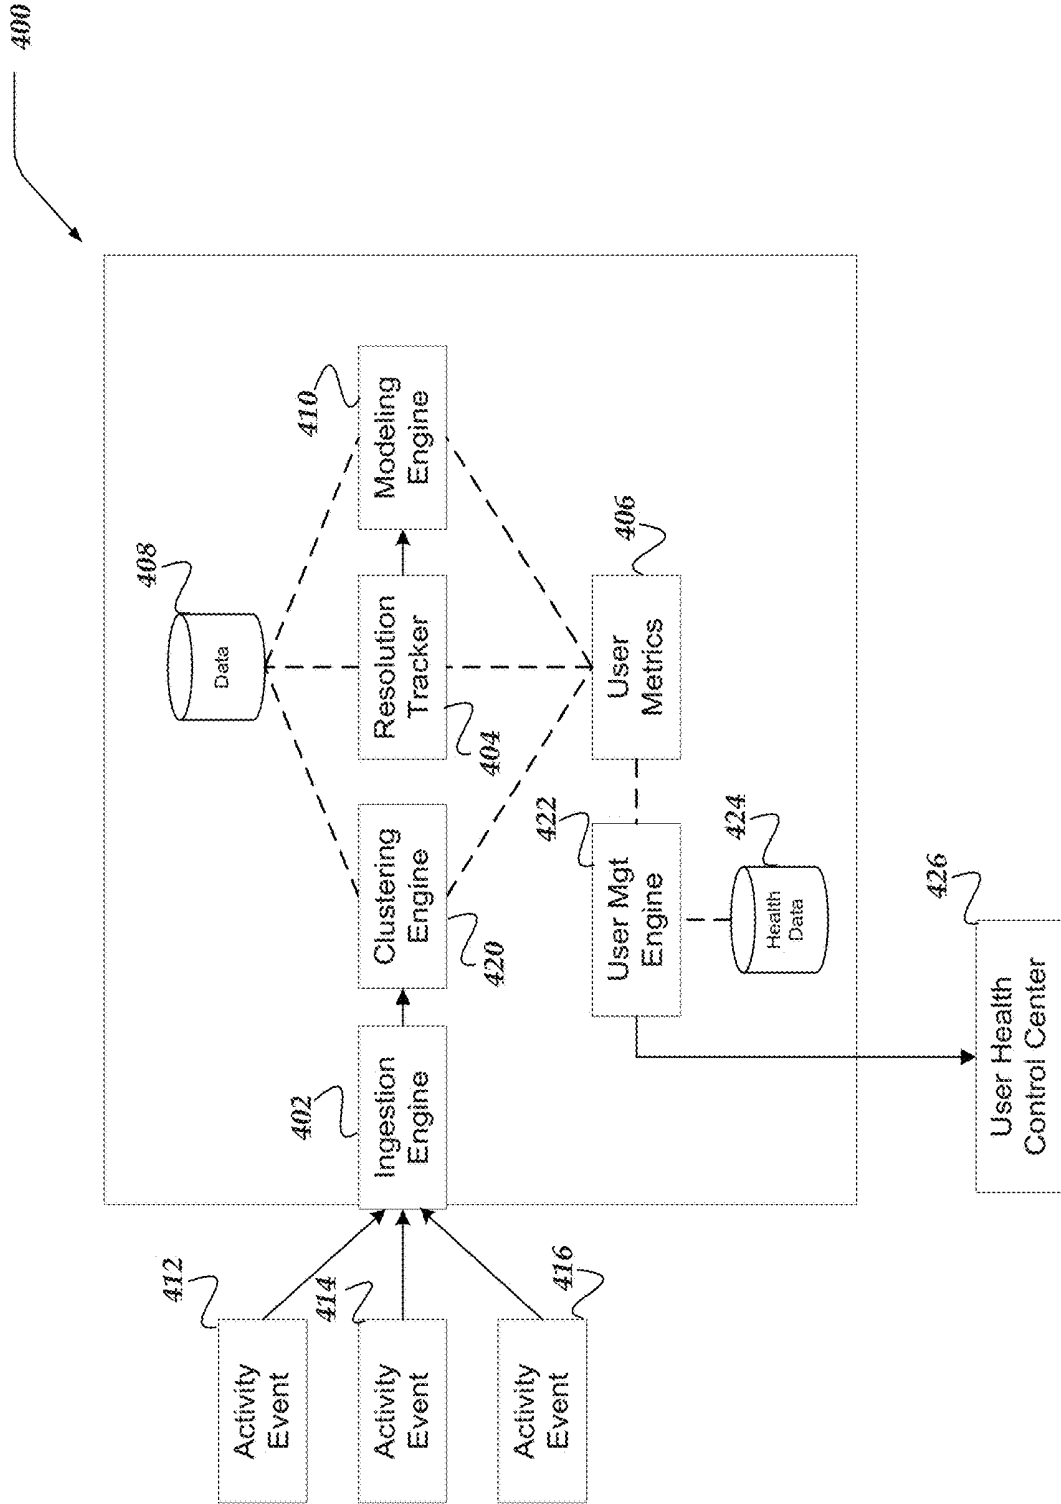 400
408
Data
410
Modeling
Engine
Resolution
Tracker
404
Clustering
Engine
420
402
Ingestion
Engine
406
User
Metrics
422
User Mgt
Engine
424
Health
Data
426
User Health
Control Center
412
Activity
Event
414
Activity
Event
416
Activity
Event